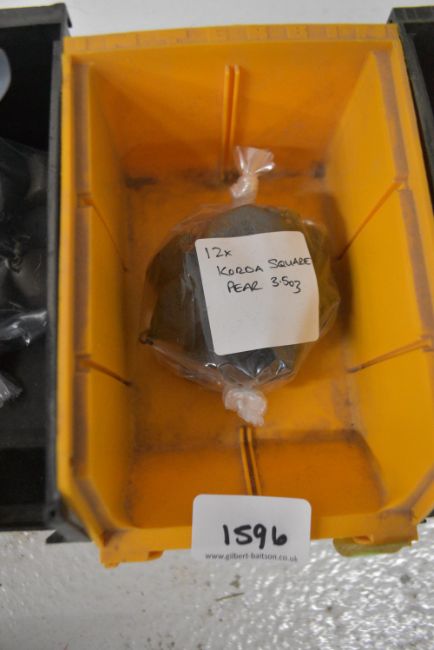 12x
KORDA SQUARE
PEAR 3.5oz
1596
www.gilbert-baitson.co.uk